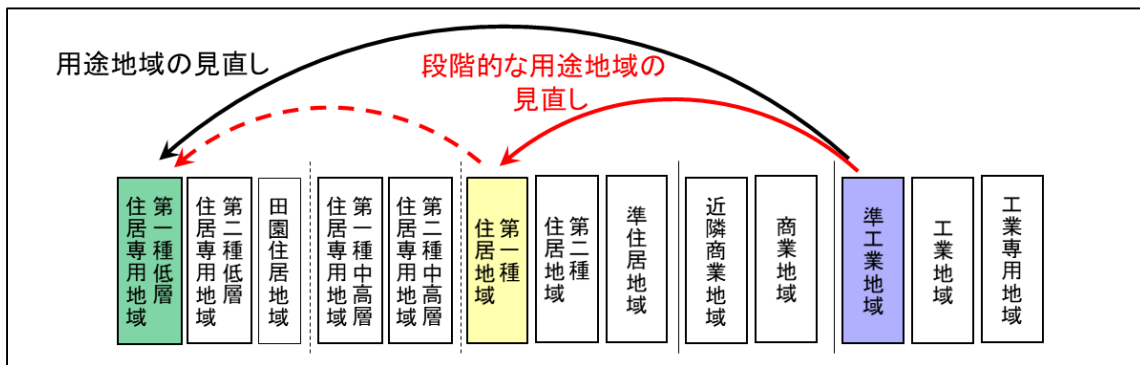 用途地域の見直し
段階的な用途地域の
見直し
第一種低層
住居専用地域
第二種低層
住居専用地域
田園住居地域
第一種中高層
住居専用地域
第二種中高層
住居専用地域
第一種
住居地域
第二種
住居地域
準住居地域
近隣商業地域
商業地域
準工業地域
工業地域
工業専用地域